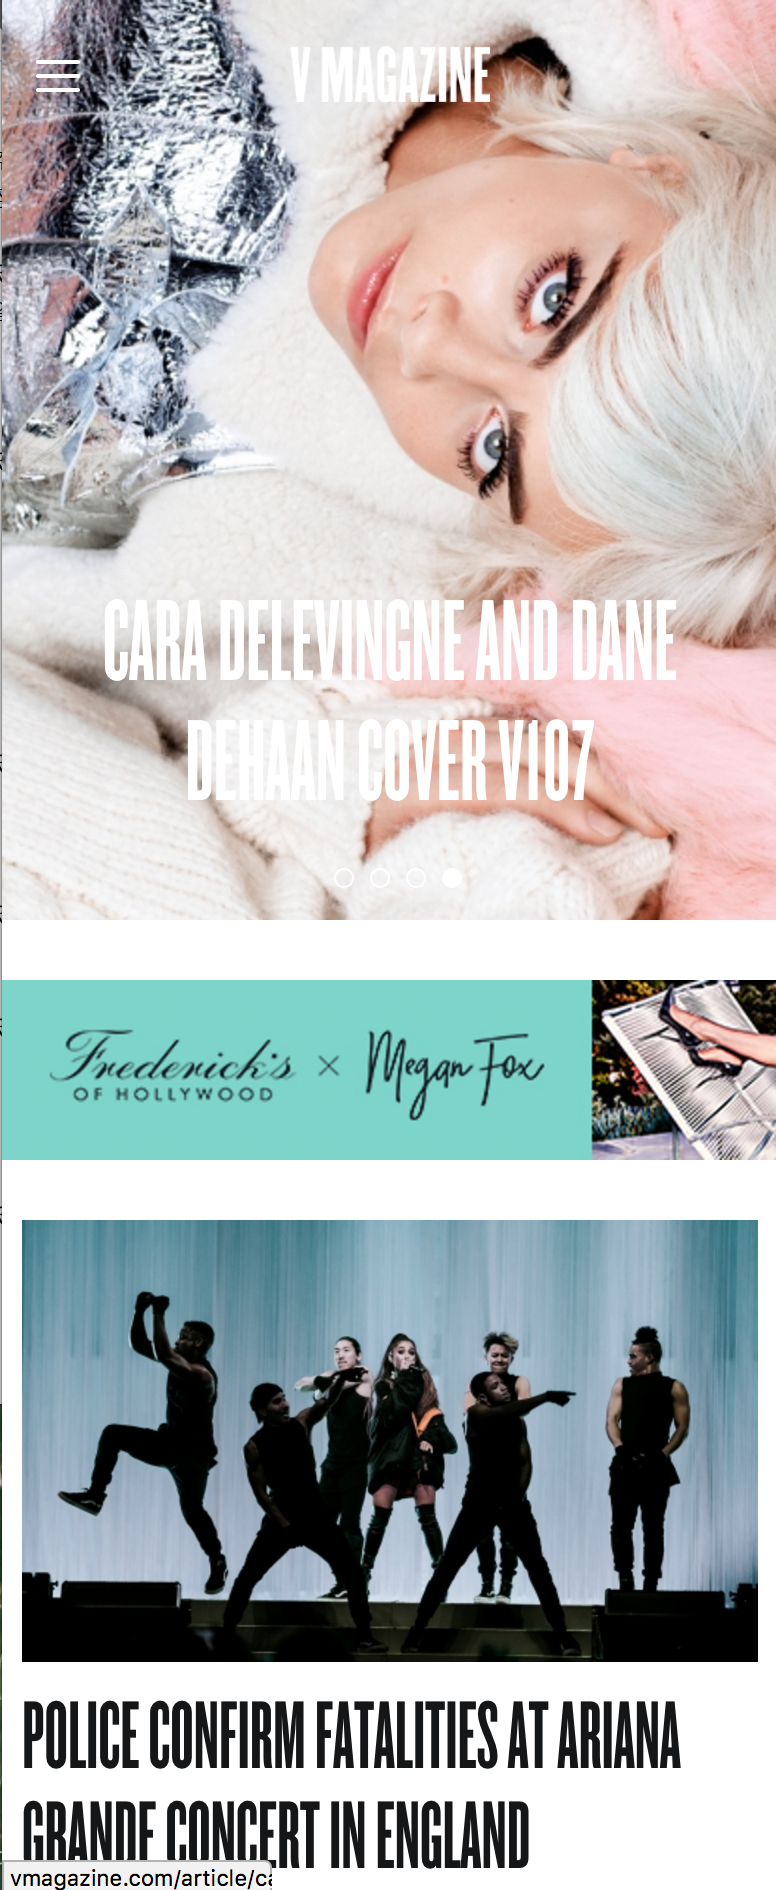 V MAGAZINE
CARA DELEVINGNE AND DANE
DEHAAN COVER V107
Frederick's
OF HOLLYWOOD
× Megan Fox
POLICE CONFIRM FATALITIES AT ARIANA
GRANDE CONCERT IN ENGLAND
vmagazine.com/article/ca